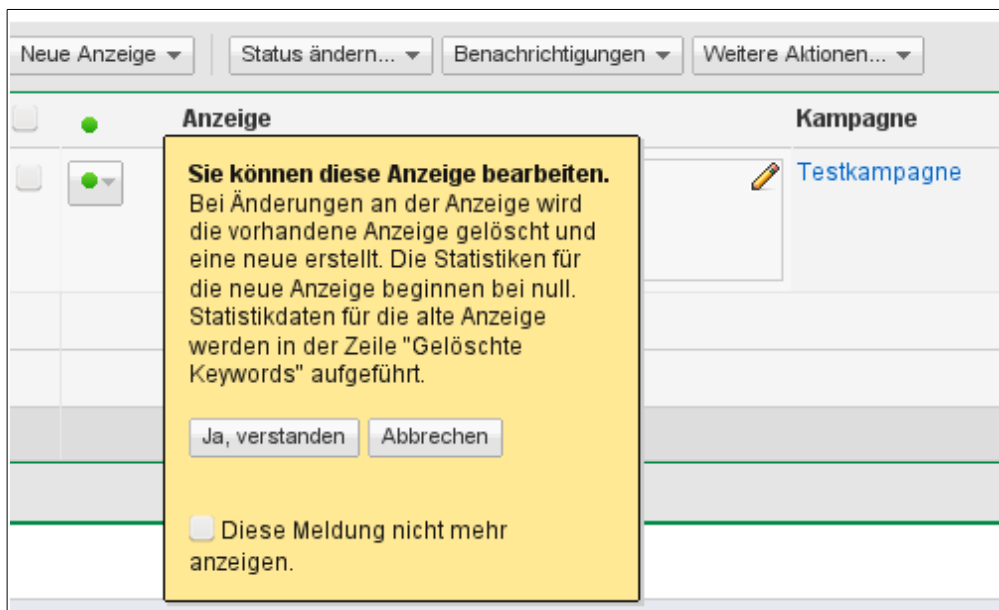 Neue Anzeige Status ändern... Benachrichtigungen Weitere Aktionen...
Anzeige Kampagne
Testkampagne
Sie können diese Anzeige bearbeiten.
Bei Änderungen an der Anzeige wird
die vorhandene Anzeige gelöscht und
eine neue erstellt. Die Statistiken für
die neue Anzeige beginnen bei null.
Statistikdaten für die alte Anzeige
werden in der Zeile "Gelöschte
Keywords" aufgeführt.
Ja, verstanden Abbrechen
Diese Meldung nicht mehr
anzeigen.